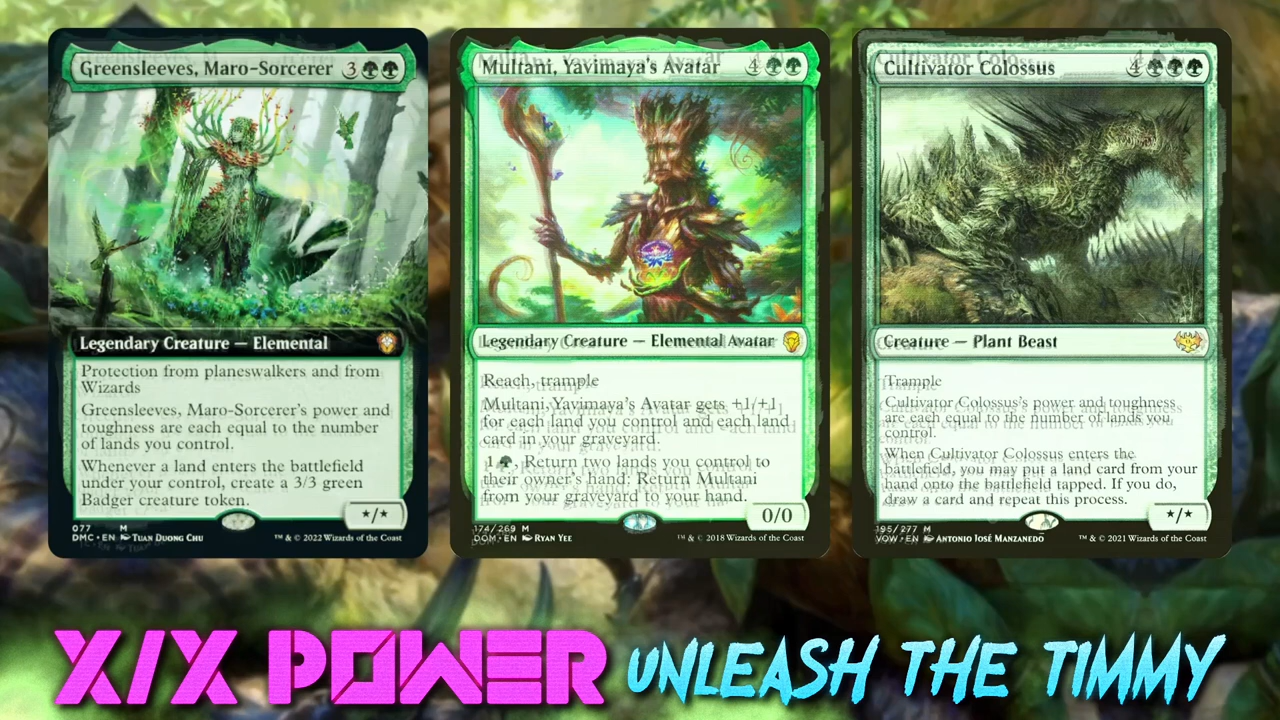 Greensleeves, Maro-Sorcerer 3
Legendary Creature — Elemental
Protection from planeswalkers and from
Wizards
Greensleeves, Maro-Sorcerer's power and
toughness are each equal to the number
of lands you control.
Whenever a land enters the battlefield
under your control, create a 3/3 green
Badger creature token.
★/★
077 M
DMC • EN Tuan Duong Chu
™ & © 2022 Wizards of the Coast
Multani, Yavimaya's Avatar 4
Legendary Creature — Elemental Avatar
Reach, trample
Multani, Yavimaya's Avatar gets +1/+1
for each land you control and each land
card in your graveyard.
1, Return two lands you control to
their owner's hand: Return Multani
from your graveyard to your hand.
0/0
174/269 M
DOM • EN Ryan Yee
™ & © 2018 Wizards of the Coast
Cultivator Colossus 4
Creature — Plant Beast
Trample
Cultivator Colossus's power and toughness
are each equal to the number of lands you
control.
When Cultivator Colossus enters the
battlefield, you may put a land card from your
hand onto the battlefield tapped. If you do,
draw a card and repeat this process.
★/★
195/277 M
VOW • EN Antonio José Manzanedo
™ & © 2021 Wizards of the Coast
X/X POWER UNLEASH THE TIMMY